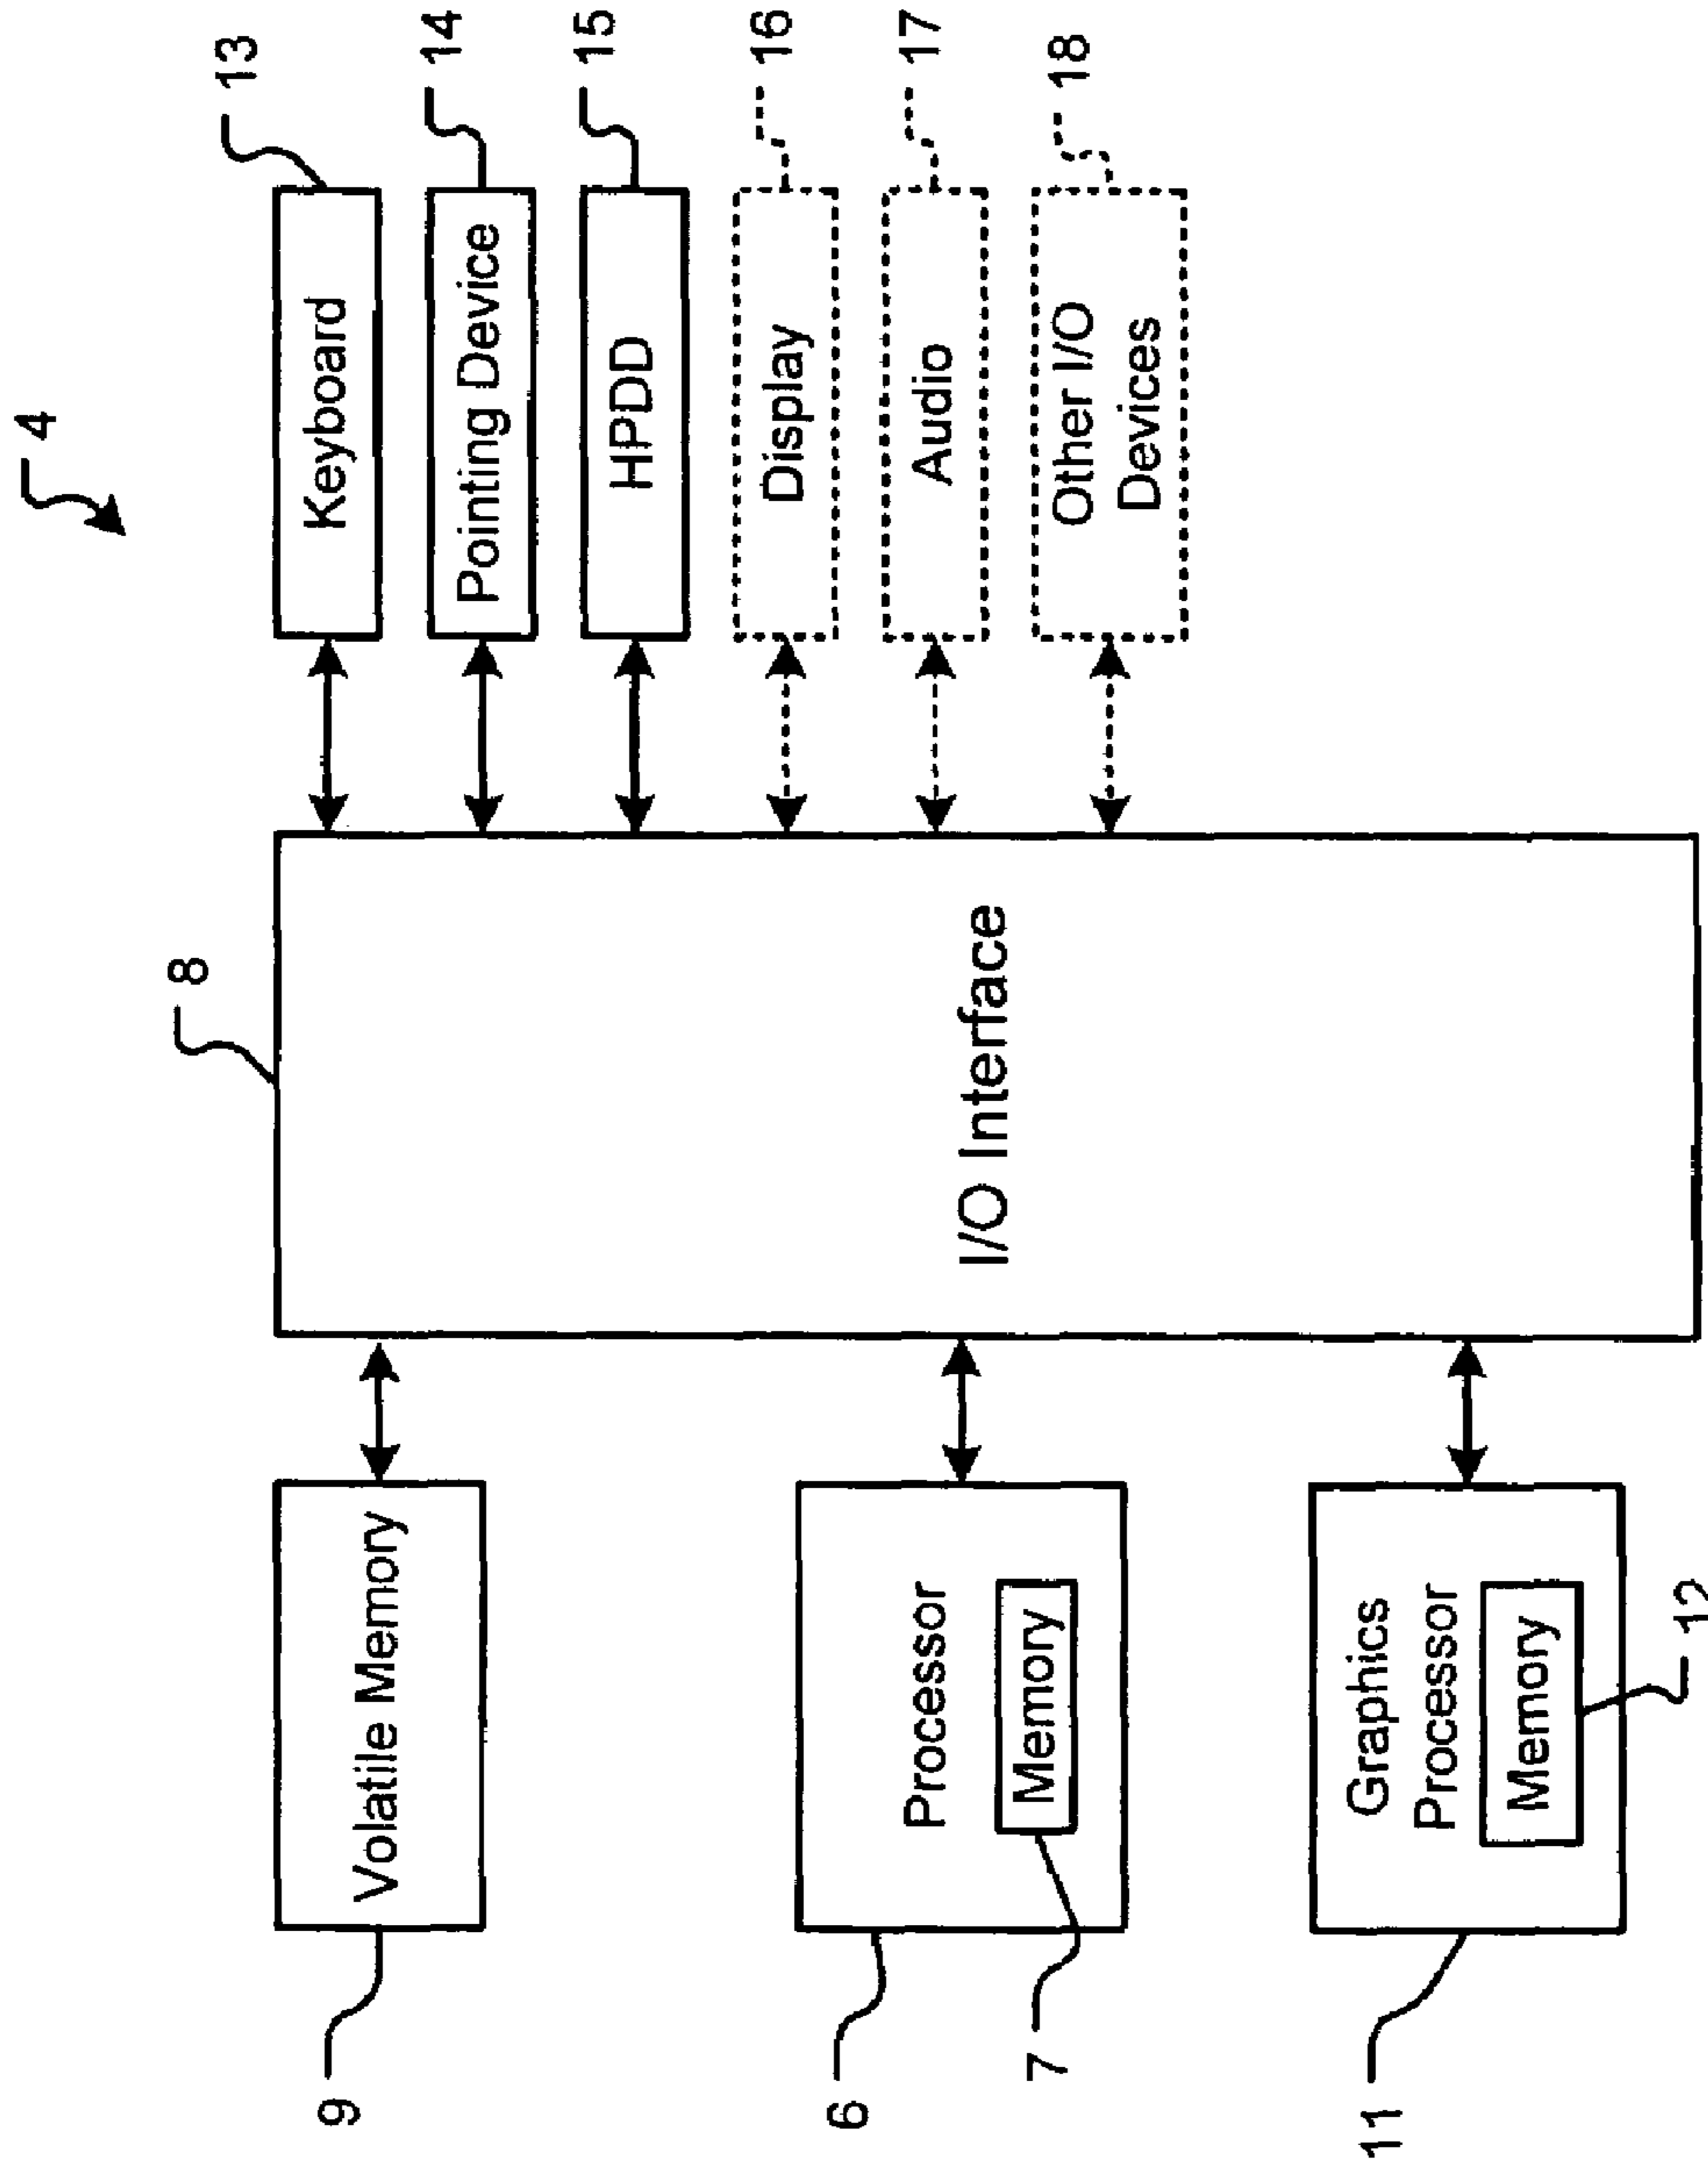 4
8
Volatile Memory
9
Processor
Memory
6
7
Graphics
Processor
Memory
11
12
I/O Interface
Keyboard
13
Pointing Device
14
HPDD
15
Display
16
Audio
17
Other I/O
Devices
18